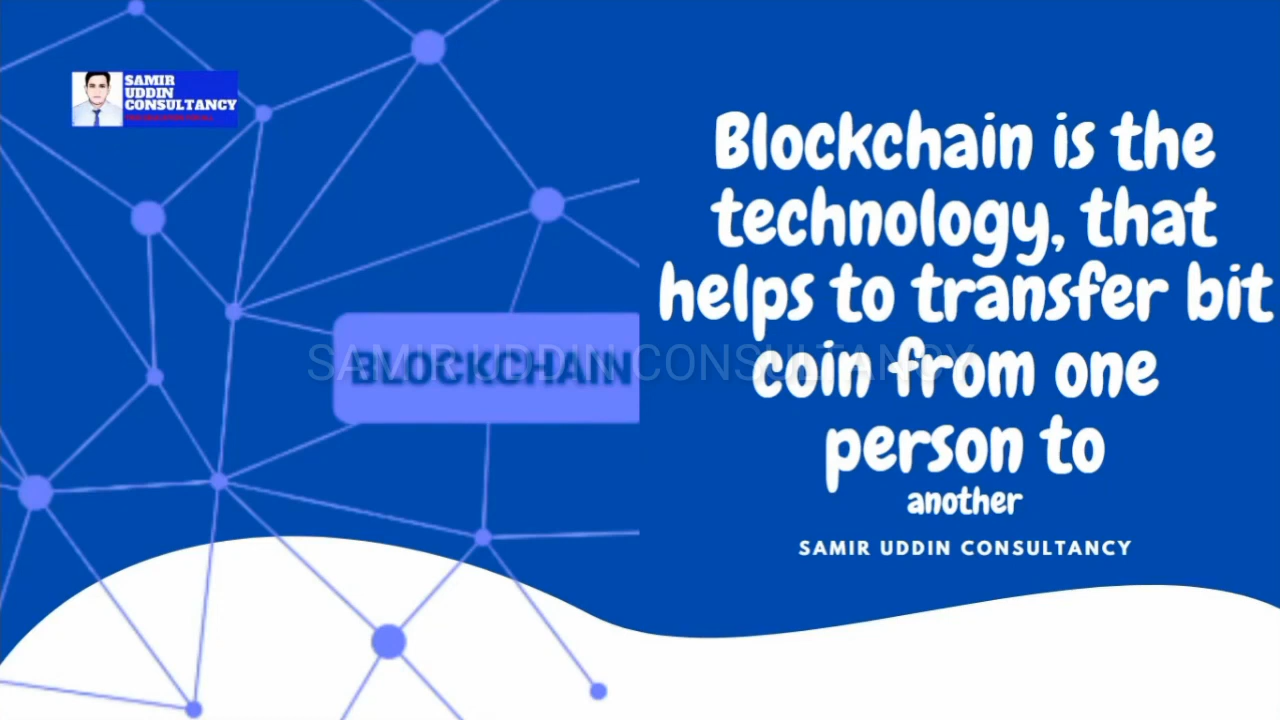 SAMIR
UDDIN
CONSULTANCY
Blockchain is the
technology, that
helps to transfer bit
coin from one
person to
another
SAMIR UDDIN CONSULTANCY
BLOCKCHAIN
SAMIR UDDIN CONSULTANCY